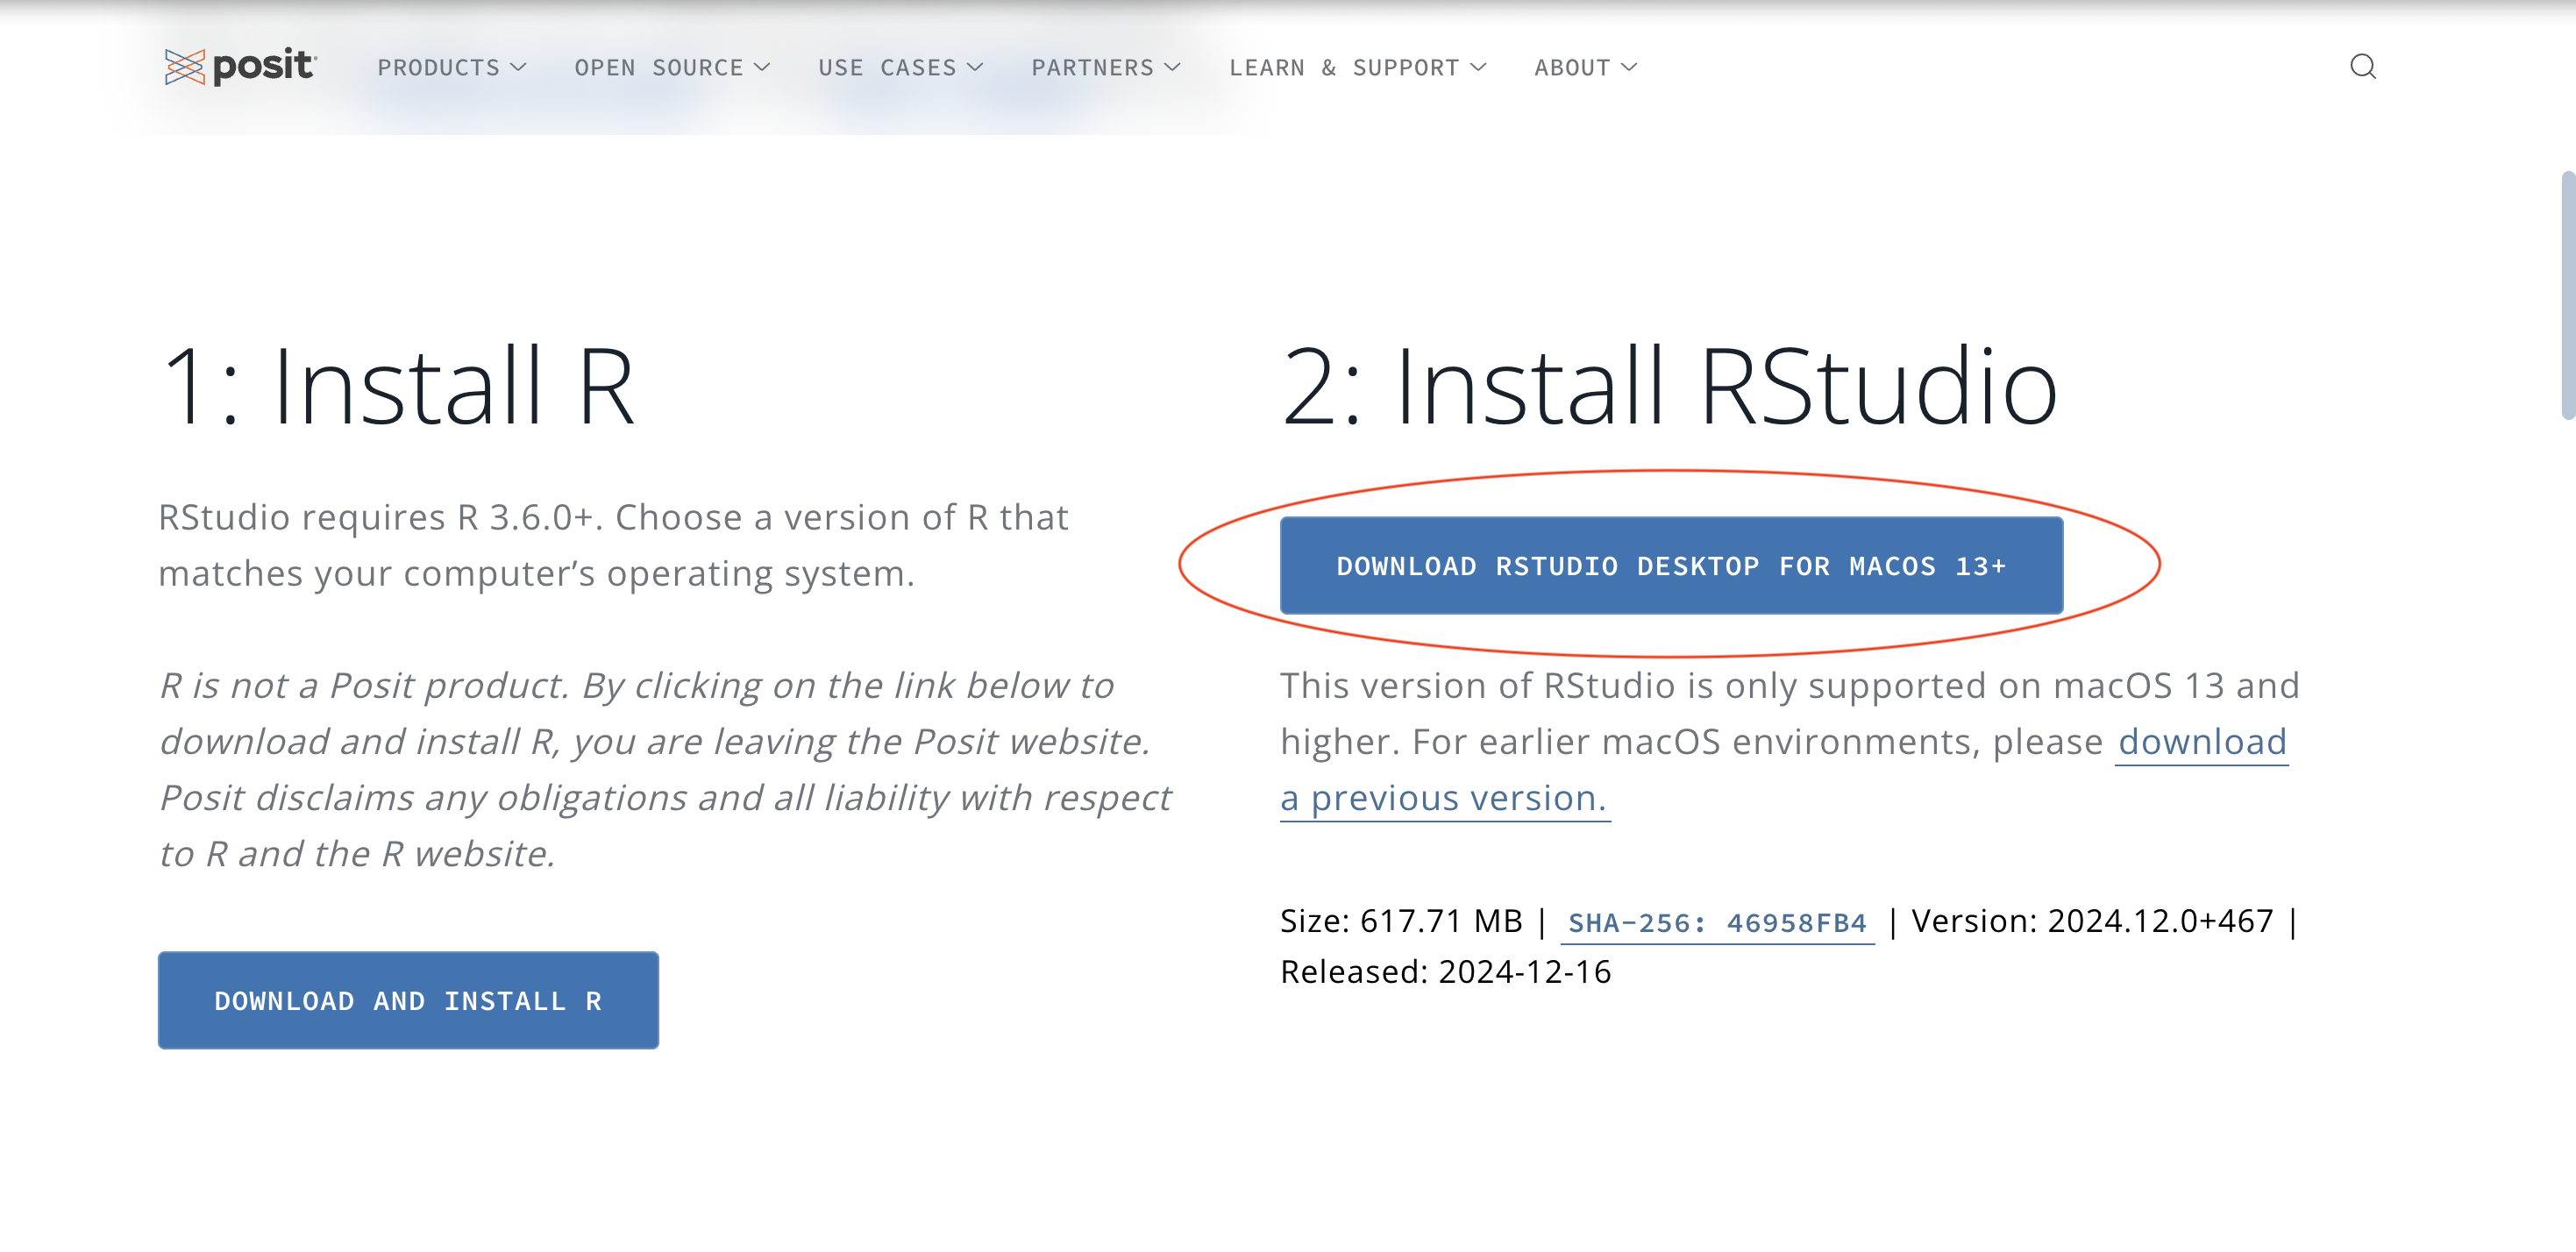 posit
PRODUCTS OPEN SOURCE USE CASES PARTNERS LEARN & SUPPORT ABOUT
1: Install R
RStudio requires R 3.6.0+. Choose a version of R that
matches your computer’s operating system.
R is not a Posit product. By clicking on the link below to
download and install R, you are leaving the Posit website.
Posit disclaims any obligations and all liability with respect
to R and the R website.
DOWNLOAD AND INSTALL R
2: Install RStudio
DOWNLOAD RSTUDIO DESKTOP FOR MACOS 13+
This version of RStudio is only supported on macOS 13 and
higher. For earlier macOS environments, please download
a previous version.
Size: 617.71 MB | SHA-256: 46958FB4 | Version: 2024.12.0+467 |
Released: 2024-12-16